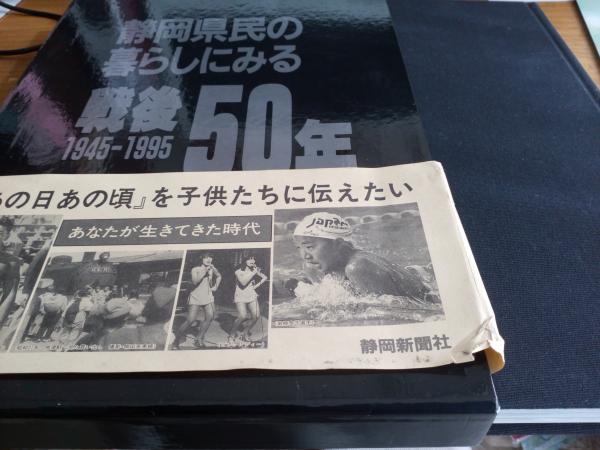 静岡県民の
暮らしにみる
戦後50年
1945-1995
の日あの頃』を子供たちに伝えたい
あなたが生きてきた時代
Japan
静岡新聞社